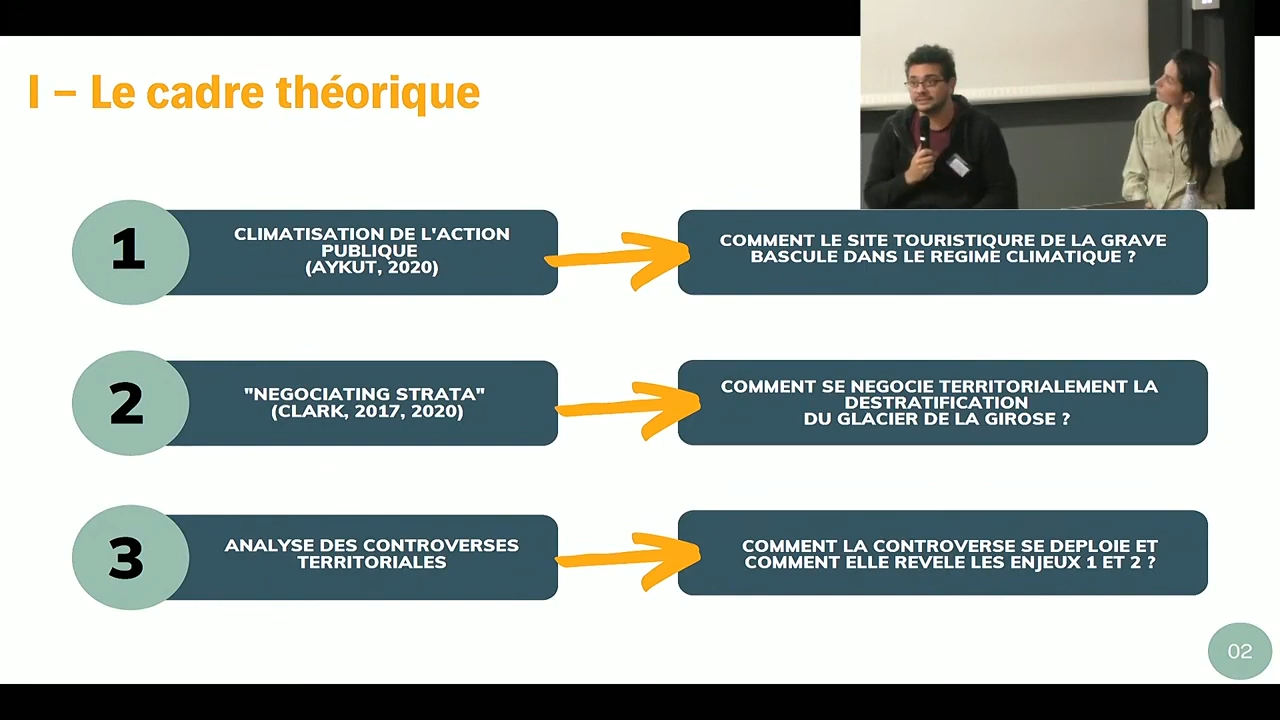 I – Le cadre théorique
1
CLIMATISATION DE L'ACTION
PUBLIQUE
(AYKUT, 2020)
COMMENT LE SITE TOURISTIQURE DE LA GRAVE
BASCULE DANS LE REGIME CLIMATIQUE ?
2
"NEGOCIATING STRATA"
(CLARK, 2017, 2020)
COMMENT SE NEGOCIE TERRITORIALEMENT LA
DESTRATIFICATION
DU GLACIER DE LA GIROSE ?
3
ANALYSE DES CONTROVERSES
TERRITORIALES
COMMENT LA CONTROVERSE SE DEPLOIE ET
COMMENT ELLE REVELE LES ENJEUX 1 ET 2 ?
02